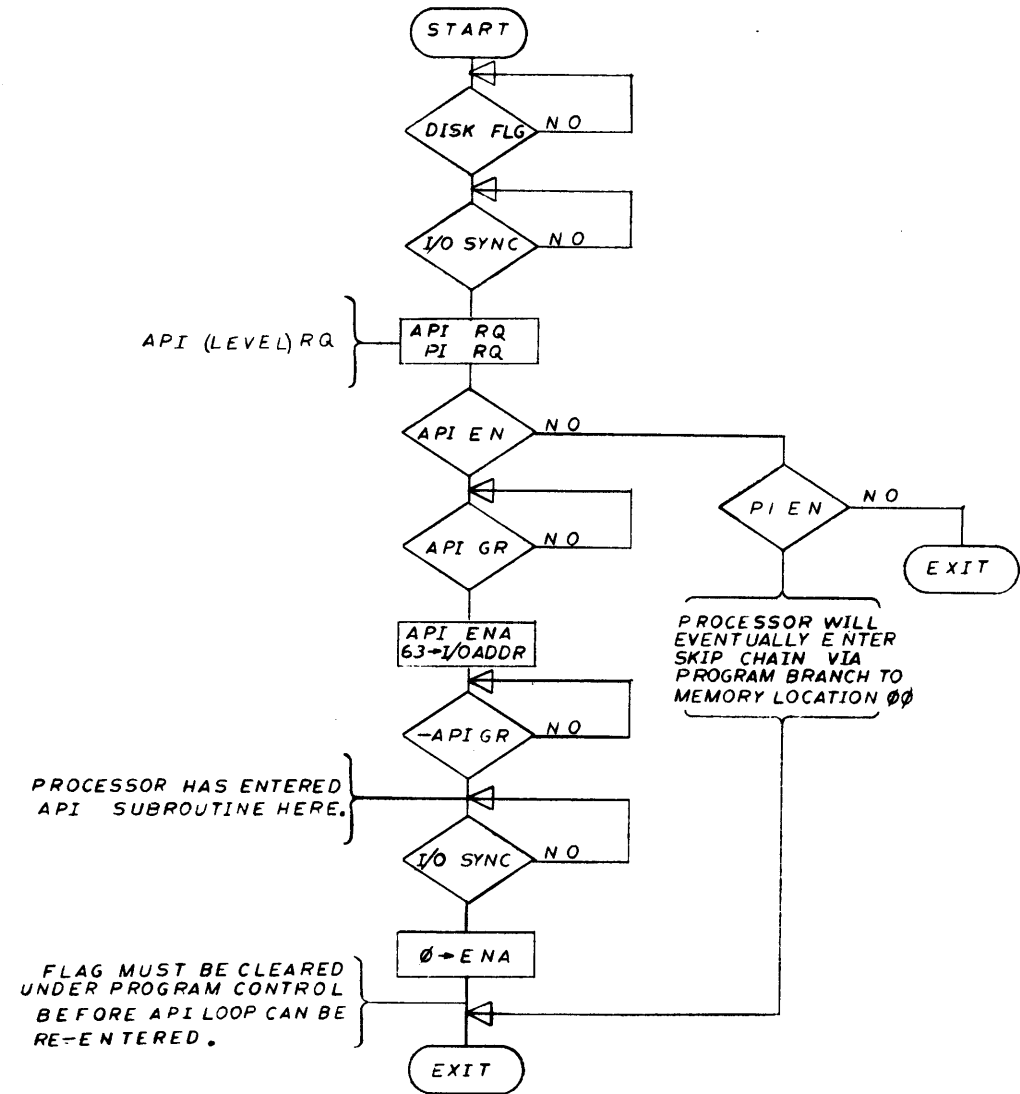 START
DISK FLG
NO
I/O SYNC
NO
API (LEVEL) RQ
API RQ
PI RQ
API EN
NO
PI EN
NO
EXIT
API GR
NO
PROCESSOR WILL
EVENTUALLY ENTER
SKIP CHAIN VIA
PROGRAM BRANCH TO
MEMORY LOCATION ØØ
API ENA
63→I/OADDR
-API GR
NO
PROCESSOR HAS ENTERED
API SUBROUTINE HERE.
I/O SYNC
NO
Ø→ENA
FLAG MUST BE CLEARED
UNDER PROGRAM CONTROL
BEFORE API LOOP CAN BE
RE-ENTERED.
EXIT